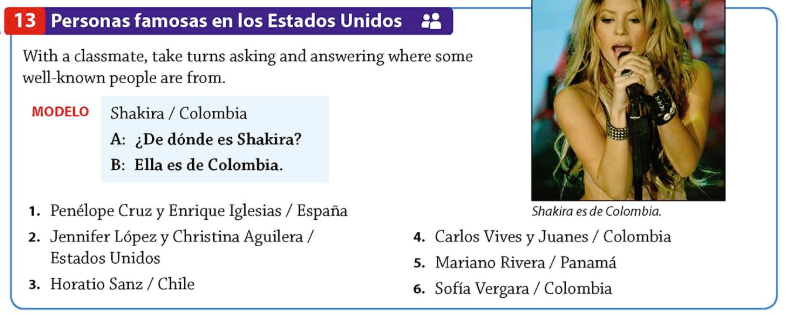 13 Personas famosas en los Estados Unidos
With a classmate, take turns asking and answering where some
well-known people are from.
MODELO Shakira / Colombia
A: ¿De dónde es Shakira?
B: Ella es de Colombia.
Shakira es de Colombia.
1. Penélope Cruz y Enrique Iglesias / España
2. Jennifer López y Christina Aguilera /
Estados Unidos
3. Horatio Sanz / Chile
4. Carlos Vives y Juanes / Colombia
5. Mariano Rivera / Panamá
6. Sofía Vergara / Colombia